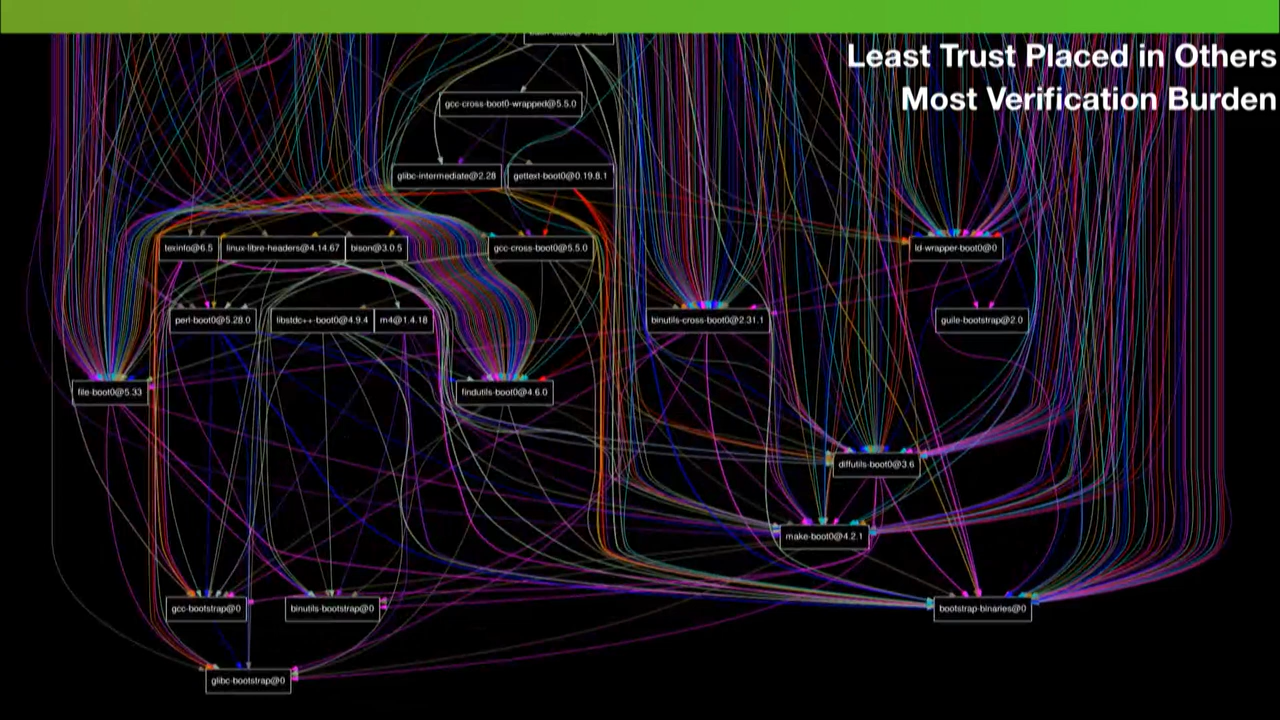 Least Trust Placed in Others
Most Verification Burden
gcc-cross-boot0-wrapped@5.5.0
glibc-intermediate@2.28
gettext-boot0@0.19.8.1
texinfo@6.5
linux-libre-headers@4.14.67
bison@3.0.5
gcc-cross-boot0@5.5.0
ld-wrapper-boot0@0
perl-boot0@5.28.0
libstdc++-boot0@4.9.4
m4@1.4.18
binutils-cross-boot0@2.31.1
guile-bootstrap@2.0
file-boot0@5.33
findutils-boot0@4.6.0
diffutils-boot0@3.6
make-boot0@4.2.1
gcc-bootstrap@0
binutils-bootstrap@0
bootstrap-binaries@0
glibc-bootstrap@0